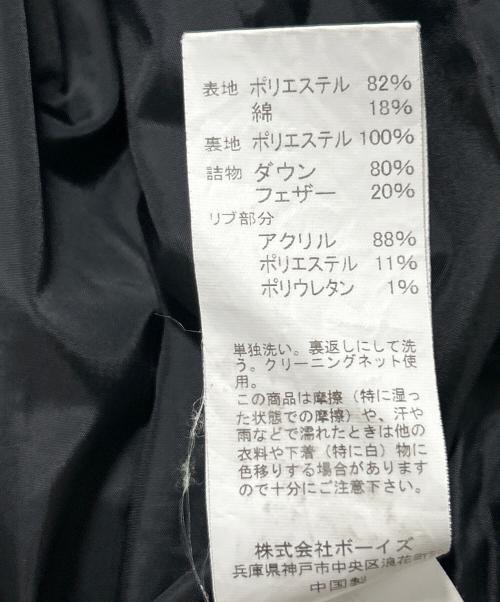 表地 ポリエステル 82%
綿 18%
裏地 ポリエステル 100%
詰物 ダウン 80%
フェザー 20%
リブ部分
アクリル 88%
ポリエステル 11%
ポリウレタン 1%
単独洗い。裏返しにして洗
う。クリーニングネット使
用。
この商品は摩擦（特に湿っ
た状態での摩擦）や、汗や
雨などで濡れたときは他の
衣料や下着（特に白）物に
色移りする場合があります
ので十分にご注意下さい。
株式会社ボーイズ
兵庫県神戸市中央区浪花町
中国製